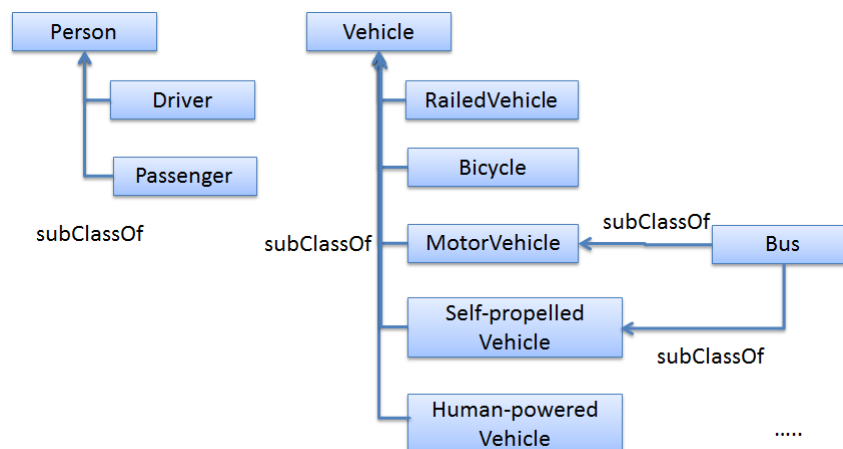 Person
Driver
Passenger
subClassOf
Vehicle
RailedVehicle
Bicycle
MotorVehicle
subClassOf
Self-propelled
Vehicle
Human-powered
Vehicle
subClassOf
Bus
subClassOf
.....